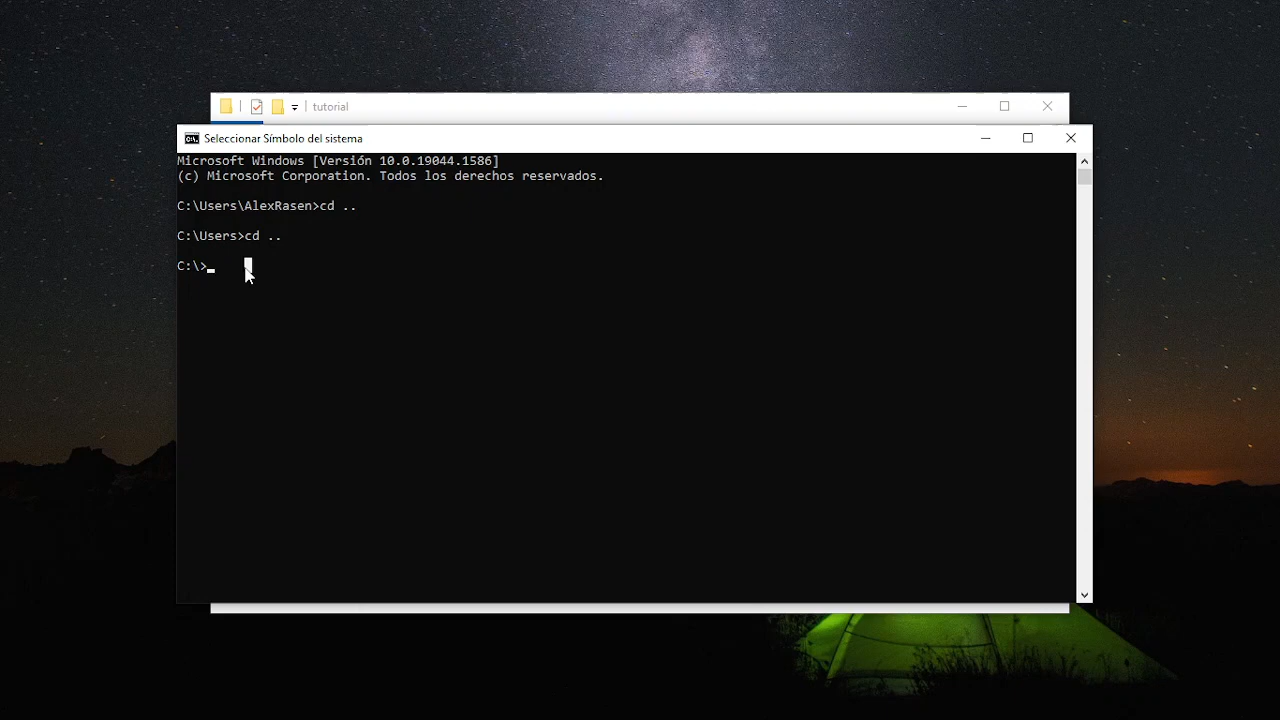 tutorial
Seleccionar Símbolo del sistema
Microsoft Windows [Versión 10.0.19044.1586]
(c) Microsoft Corporation. Todos los derechos reservados.
C:\Users\AlexRasen>cd ..
C:\Users>cd ..
C:\>_